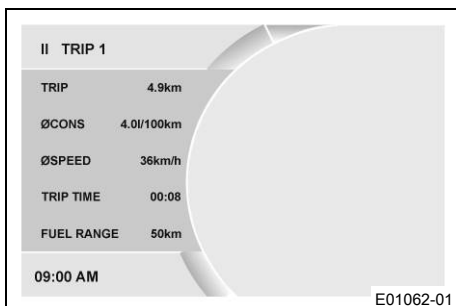 II TRIP 1
TRIP 4.9km
ØCONS 4.0l/100km
ØSPEED 36km/h
TRIP TIME 00:08
FUEL RANGE 50km
09:00 AM
E01062-01